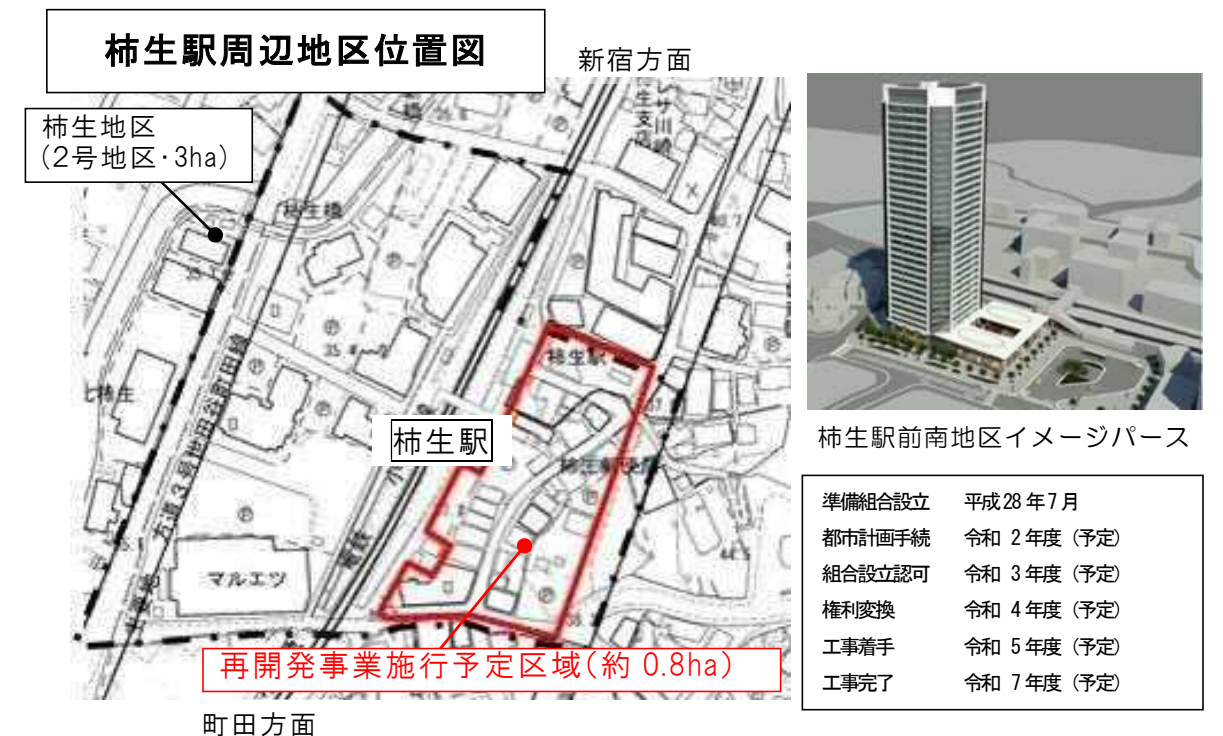 柿生駅周辺地区位置図
新宿方面
柿生地区
(2号地区・3ha)
柿生橋
柿生駅
柿生駅
マルエツ
再開発事業施行予定区域(約 0.8ha)
町田方面
柿生駅前南地区イメージパース
準備組合設立 平成28年7月
都市計画手続 令和 2年度 (予定)
組合設立認可 令和 3年度 (予定)
権利変換 令和 4年度 (予定)
工事着手 令和 5年度 (予定)
工事完了 令和 7年度 (予定)